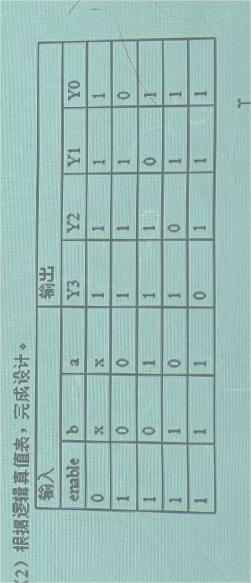 (2) 根据逻辑真值表，完成设计。
输入 输出
enable b a Y3 Y2 Y1 Y0
0 x x 1 1 1 1
1 0 0 1 1 1 0
1 0 1 1 1 0 1
1 1 0 1 0 1 1
1 1 1 0 1 1 1